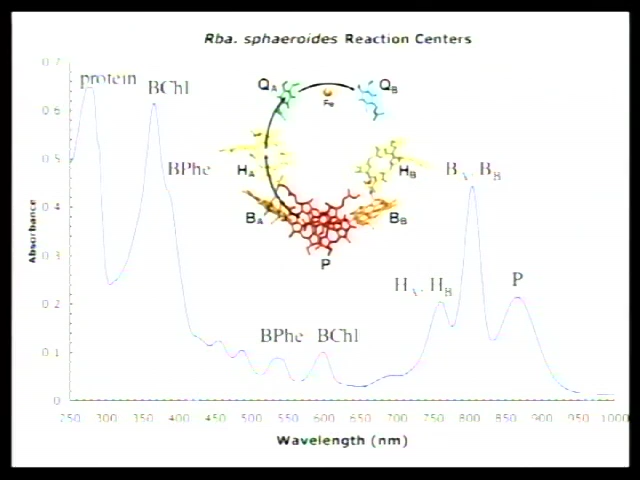 Rba. sphaeroides Reaction Centers
0.7
0.6
0.5
0.4
0.3
0.2
0.1
0
Absorbance
protein
BChl
BPhe
QA
QB
Fe
HA
HB
BA
BB
P
BA, BB
HA, HB
P
BPhe
BChl
250 300 350 400 450 500 550 600 650 700 750 800 850 900 950 1000
Wavelength (nm)